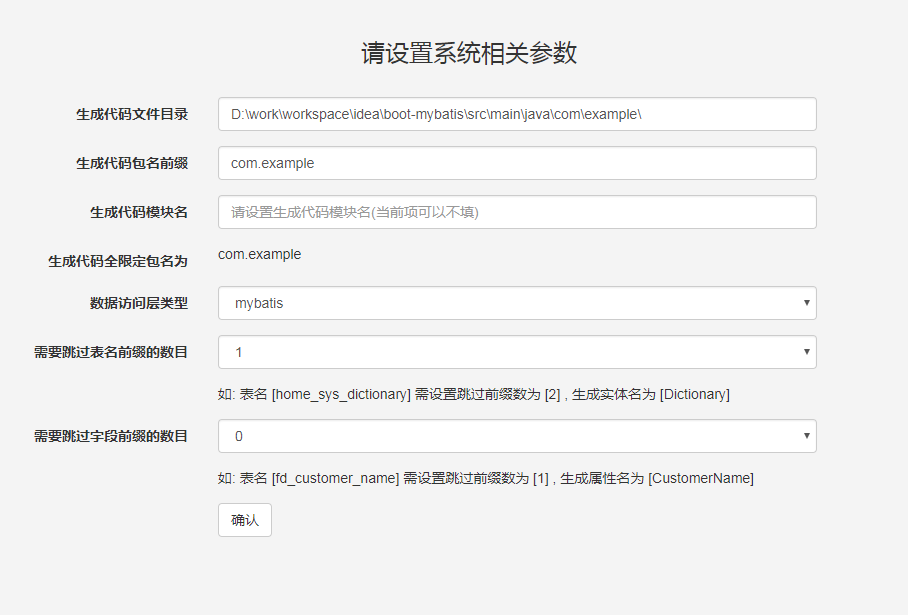 请设置系统相关参数
生成代码文件目录 D:\work\workspace\idea\boot-mybatis\src\main\java\com\example\
生成代码包名前缀 com.example
生成代码模块名 请设置生成代码模块名(当前项可以不填)
生成代码全限定包名为 com.example
数据访问层类型 mybatis
需要跳过表名前缀的数目 1
如: 表名 [home_sys_dictionary] 需设置跳过前缀数为 [2] , 生成实体名为 [Dictionary]
需要跳过字段前缀的数目 0
如: 表名 [fd_customer_name] 需设置跳过前缀数为 [1] , 生成属性名为 [CustomerName]
确认